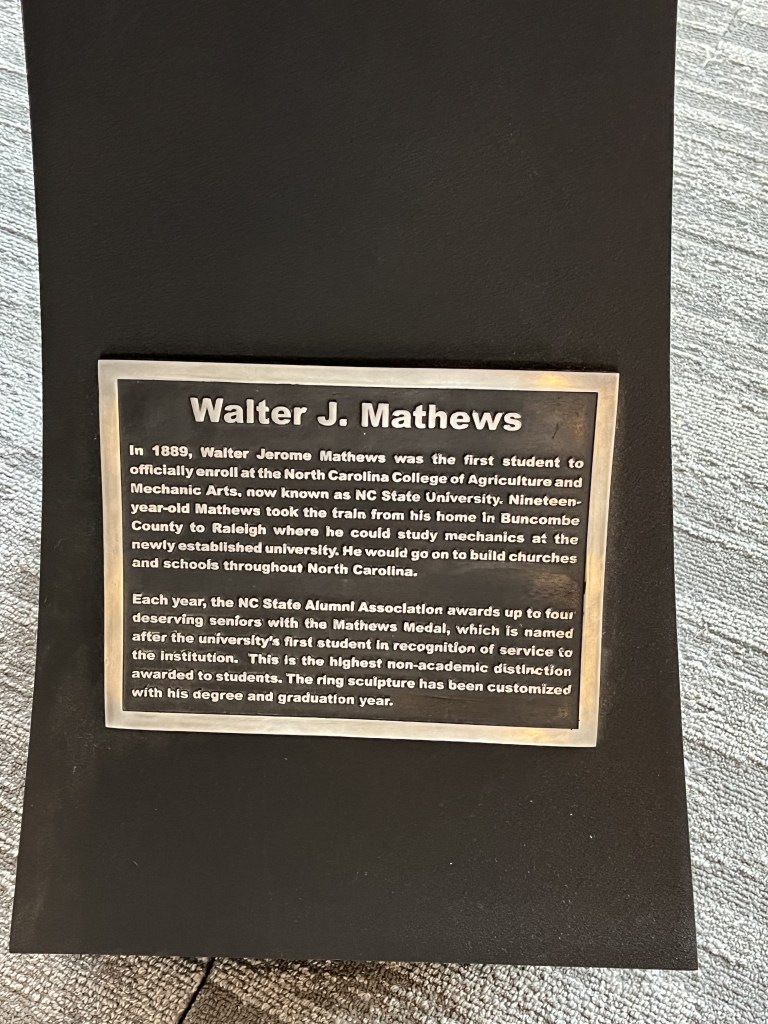 Walter J. Mathews
In 1889, Walter Jerome Mathews was the first student to
officially enroll at the North Carolina College of Agriculture and
Mechanic Arts, now known as NC State University. Nineteen-
year-old Mathews took the train from his home in Buncombe
County to Raleigh where he could study mechanics at the
newly established university. He would go on to build churches
and schools throughout North Carolina.
Each year, the NC State Alumni Association awards up to four
deserving seniors with the Mathews Medal, which is named
after the university's first student in recognition of service to
the institution. This is the highest non-academic distinction
awarded to students. The ring sculpture has been customized
with his degree and graduation year.